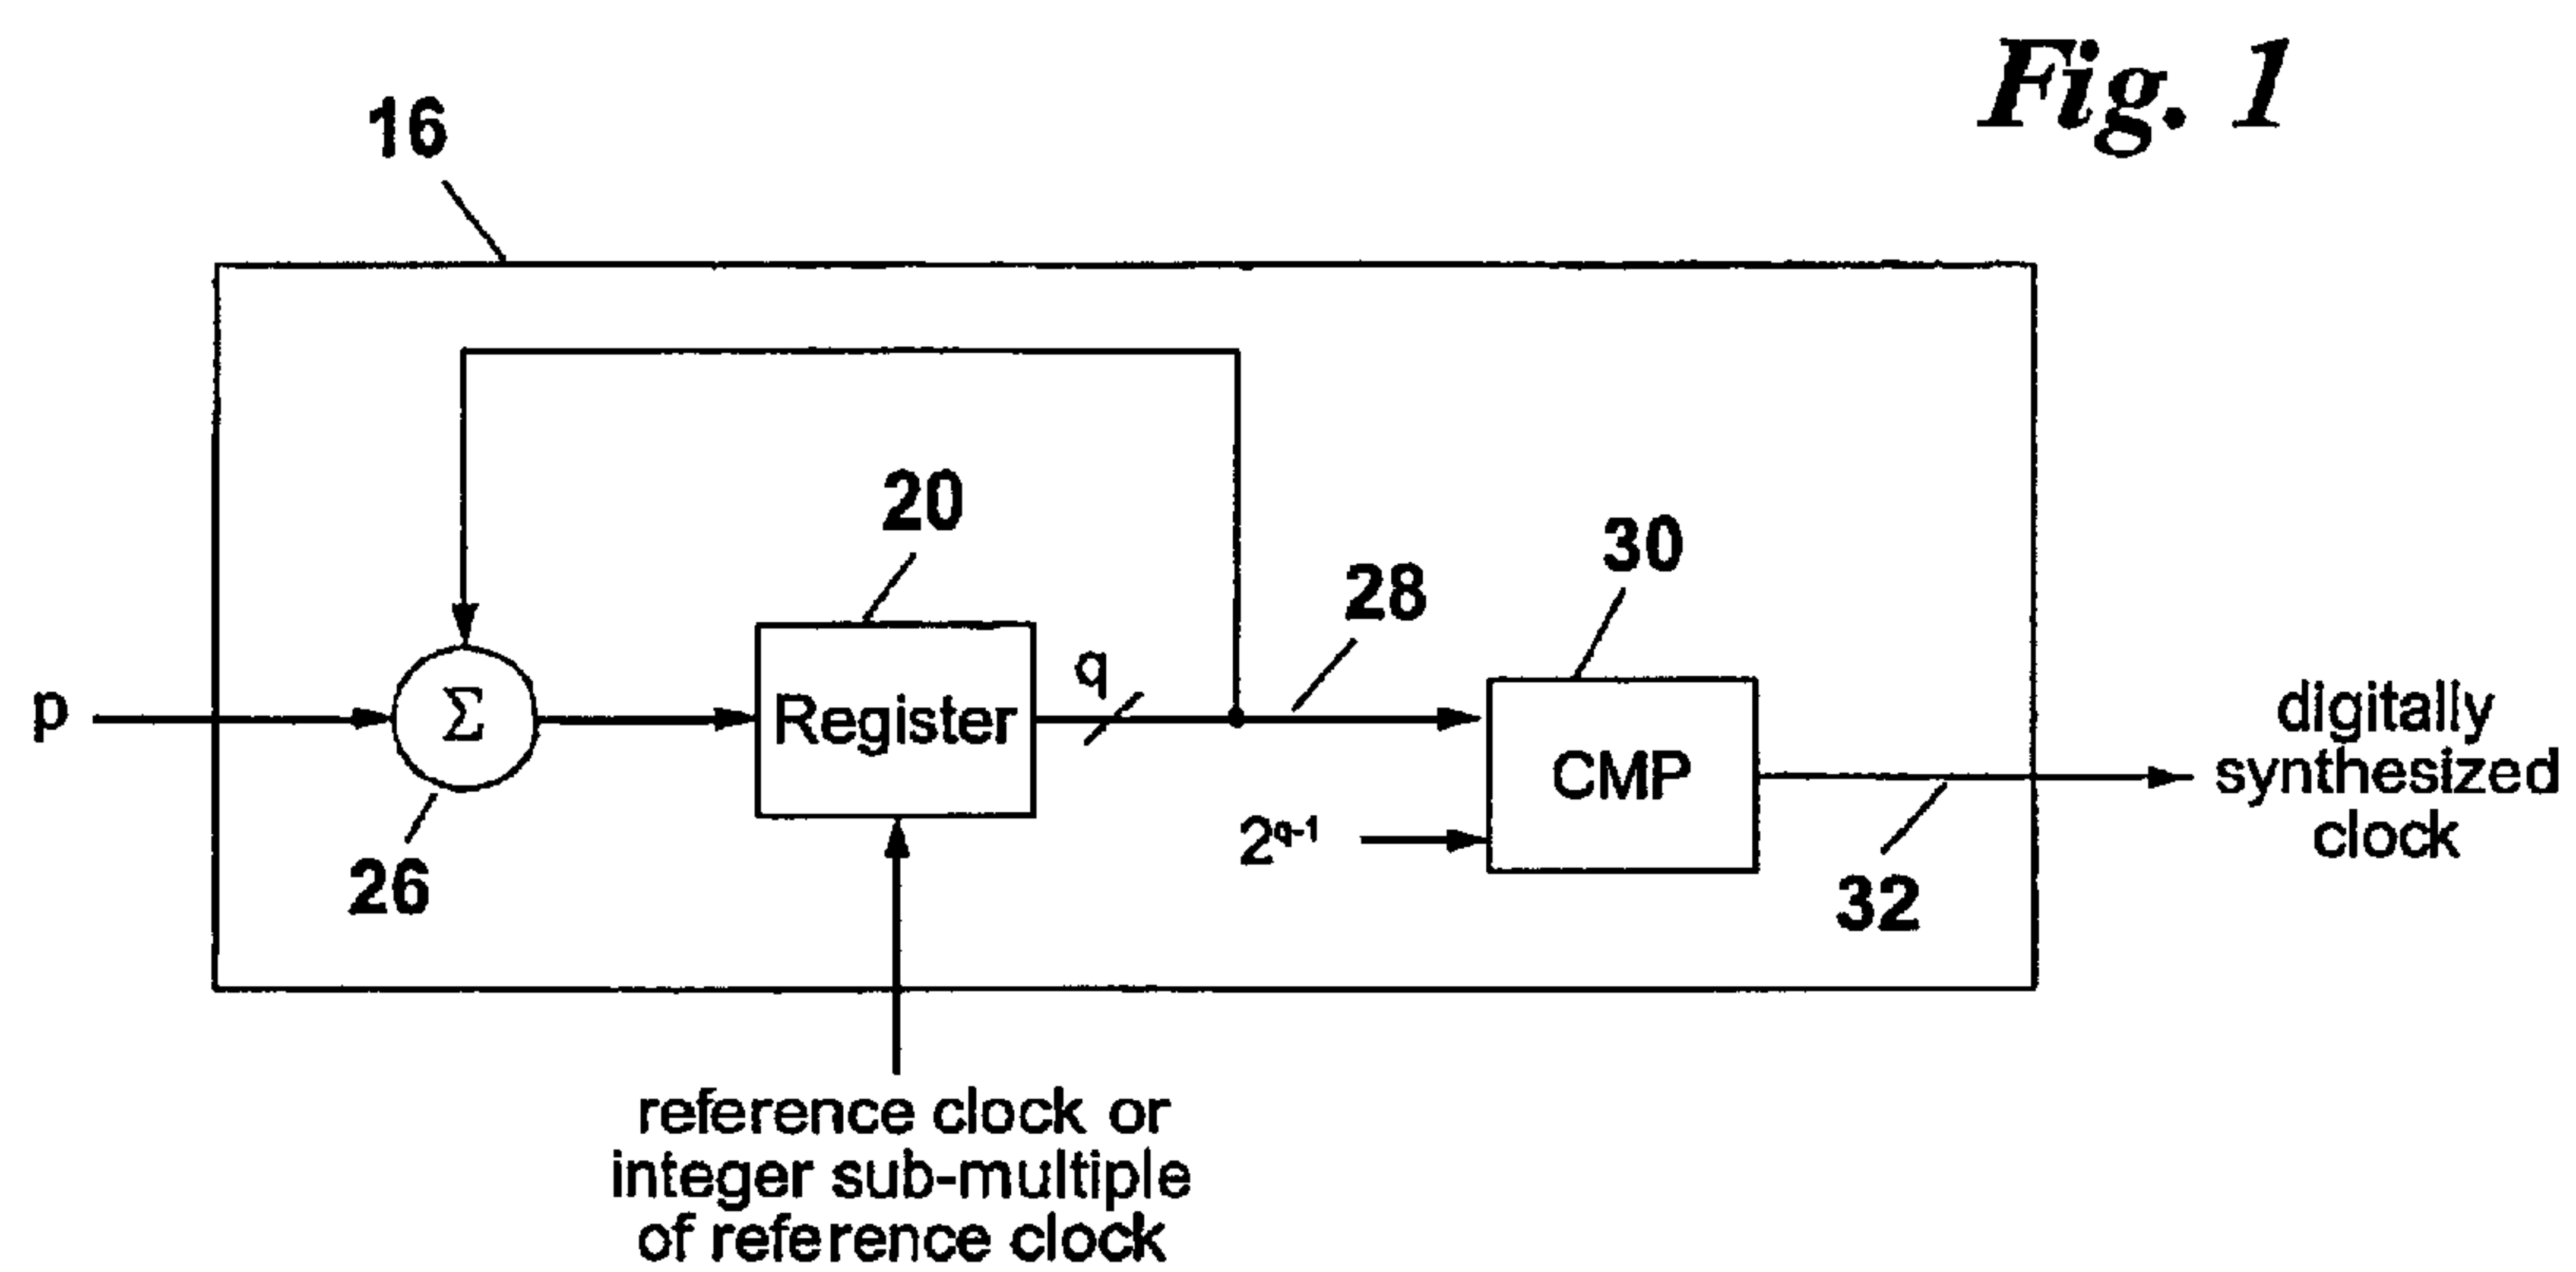 Fig. 1
16
20
30
28
q
p
Σ
Register
CMP
digitally
synthesized
clock
2^{q-1}
26
32
reference clock or
integer sub-multiple
of reference clock